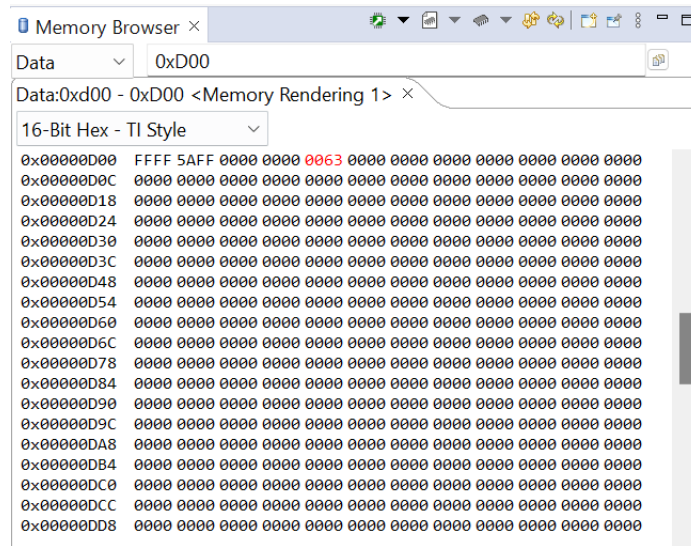 Memory Browser ×
Data 0xD00
Data:0xd00 - 0xD00 <Memory Rendering 1> ×
16-Bit Hex - TI Style
0x00000D00 FFFF 5AFF 0000 0000 0063 0000 0000 0000 0000 0000 0000 0000
0x00000D0C 0000 0000 0000 0000 0000 0000 0000 0000 0000 0000 0000 0000
0x00000D18 0000 0000 0000 0000 0000 0000 0000 0000 0000 0000 0000 0000
0x00000D24 0000 0000 0000 0000 0000 0000 0000 0000 0000 0000 0000 0000
0x00000D30 0000 0000 0000 0000 0000 0000 0000 0000 0000 0000 0000 0000
0x00000D3C 0000 0000 0000 0000 0000 0000 0000 0000 0000 0000 0000 0000
0x00000D48 0000 0000 0000 0000 0000 0000 0000 0000 0000 0000 0000 0000
0x00000D54 0000 0000 0000 0000 0000 0000 0000 0000 0000 0000 0000 0000
0x00000D60 0000 0000 0000 0000 0000 0000 0000 0000 0000 0000 0000 0000
0x00000D6C 0000 0000 0000 0000 0000 0000 0000 0000 0000 0000 0000 0000
0x00000D78 0000 0000 0000 0000 0000 0000 0000 0000 0000 0000 0000 0000
0x00000D84 0000 0000 0000 0000 0000 0000 0000 0000 0000 0000 0000 0000
0x00000D90 0000 0000 0000 0000 0000 0000 0000 0000 0000 0000 0000 0000
0x00000D9C 0000 0000 0000 0000 0000 0000 0000 0000 0000 0000 0000 0000
0x00000DA8 0000 0000 0000 0000 0000 0000 0000 0000 0000 0000 0000 0000
0x00000DB4 0000 0000 0000 0000 0000 0000 0000 0000 0000 0000 0000 0000
0x00000DC0 0000 0000 0000 0000 0000 0000 0000 0000 0000 0000 0000 0000
0x00000DCC 0000 0000 0000 0000 0000 0000 0000 0000 0000 0000 0000 0000
0x00000DD8 0000 0000 0000 0000 0000 0000 0000 0000 0000 0000 0000 0000